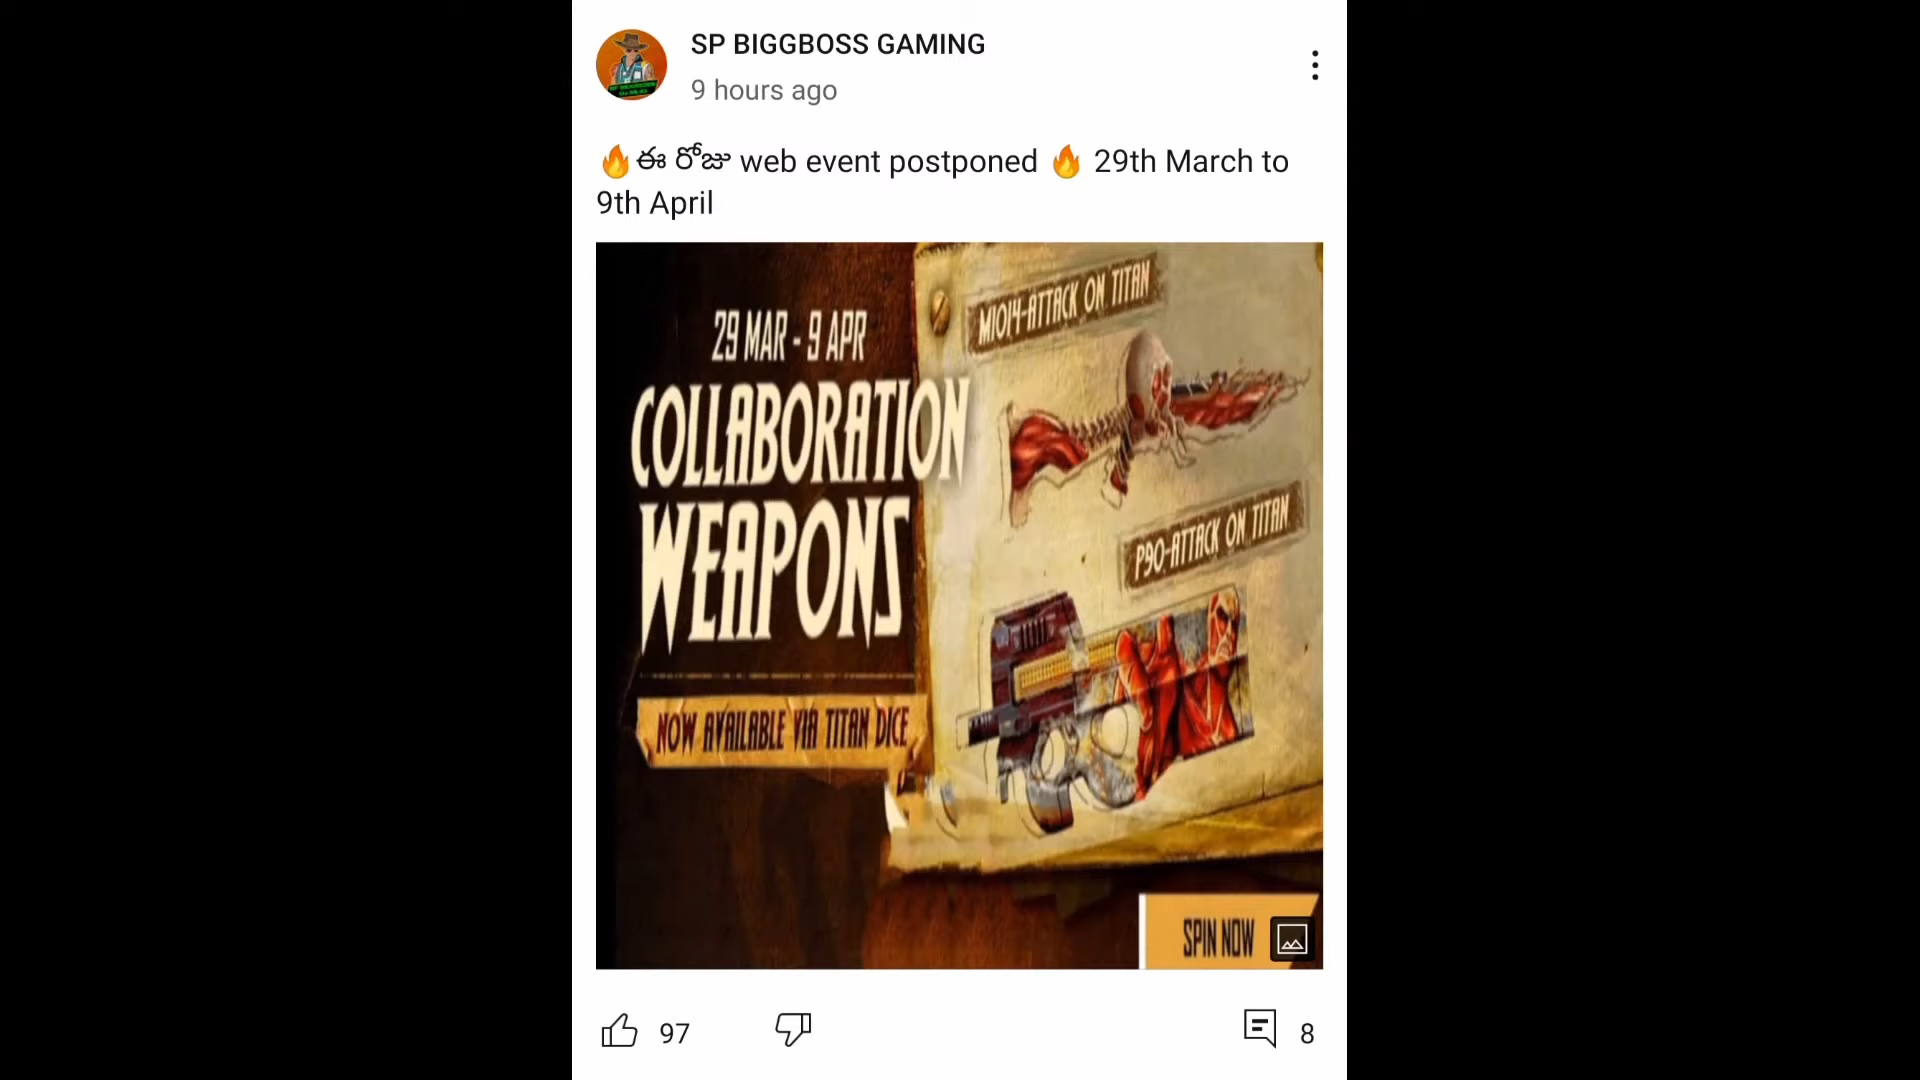 SP BIGGBOSS GAMING
9 hours ago
🔥ఈ రోజు web event postponed 🔥 29th March to
9th April
29 MAR - 9 APR
COLLABORATION
WEAPONS
NOW AVAILABLE VIA TITAN DICE
M1014-ATTACK ON TITAN
P90-ATTACK ON TITAN
SPIN NOW
97
8